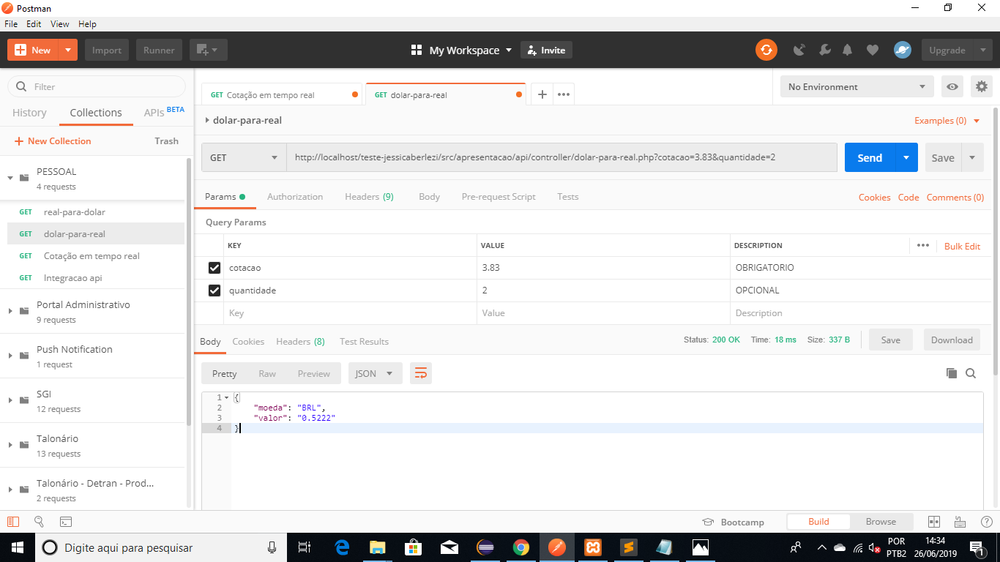 Postman
File Edit View Help
New Import Runner My Workspace Invite Upgrade
Filter
History Collections APIs BETA
New Collection Trash
PESSOAL
4 requests
GET real-para-dolar
GET dolar-para-real
GET Cotação em tempo real
GET Integracao api
Portal Administrativo
9 requests
Push Notification
1 request
SGI
12 requests
Talonário
13 requests
Talonário - Detran - Prod...
2 requests
GET Cotação em tempo real GET dolar-para-real
No Environment
dolar-para-real
Examples (0)
GET http://localhost/teste-jessicaberlezi/src/apresentacao/api/controller/dolar-para-real.php?cotacao=3.83&quantidade=2 Send Save
Params Authorization Headers (9) Body Pre-request Script Tests Cookies Code Comments (0)
Query Params
KEY VALUE DESCRIPTION ••• Bulk Edit
cotacao 3.83 OBRIGATORIO
quantidade 2 OPCIONAL
Key Value Description
Body Cookies Headers (8) Test Results Status: 200 OK Time: 18 ms Size: 337 B Save Download
Pretty Raw Preview JSON
1 {
2 "moeda": "BRL",
3 "valor": "0.5222"
4 }
Bootcamp Build Browse
Digite aqui para pesquisar
POR
PTB2
14:34
26/06/2019
1